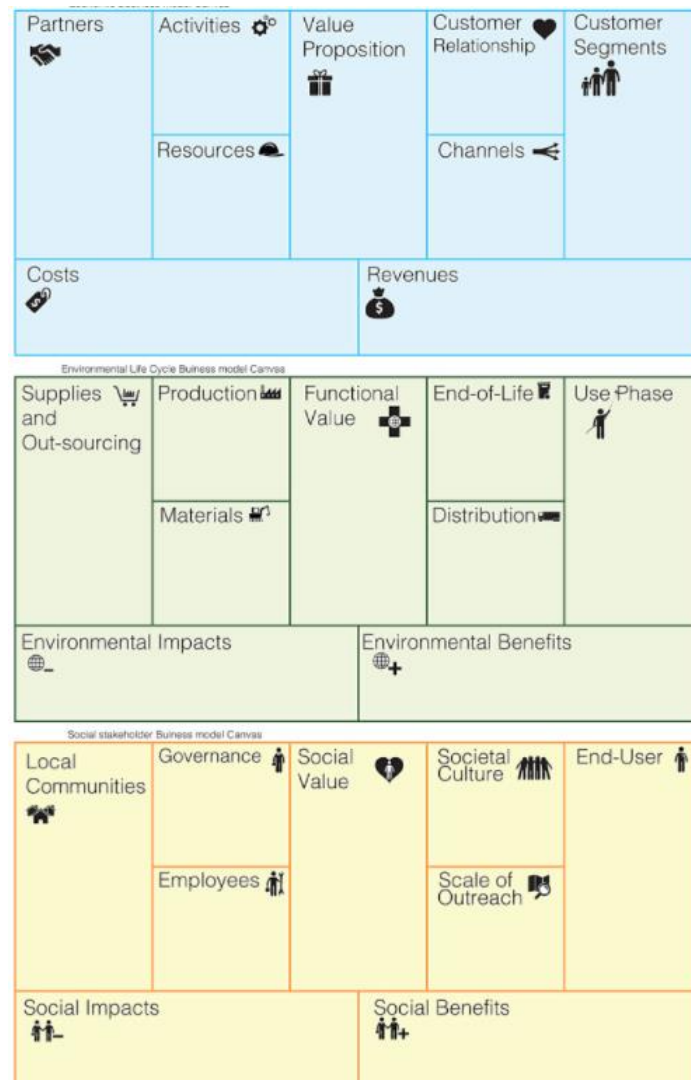 Partners
Activities
Value
Proposition
Customer
Relationship
Customer
Segments
Resources
Channels
Costs
Revenues
Environmental Life Cycle Buiness model Canvas
Supplies
and
Out-sourcing
Production
Functional
Value
End-of-Life
Use Phase
Materials
Distribution
Environmental Impacts
Environmental Benefits
Social stakeholder Buiness model Canvas
Local
Communities
Governance
Social
Value
Societal
Culture
End-User
Employees
Scale of
Outreach
Social Impacts
Social Benefits